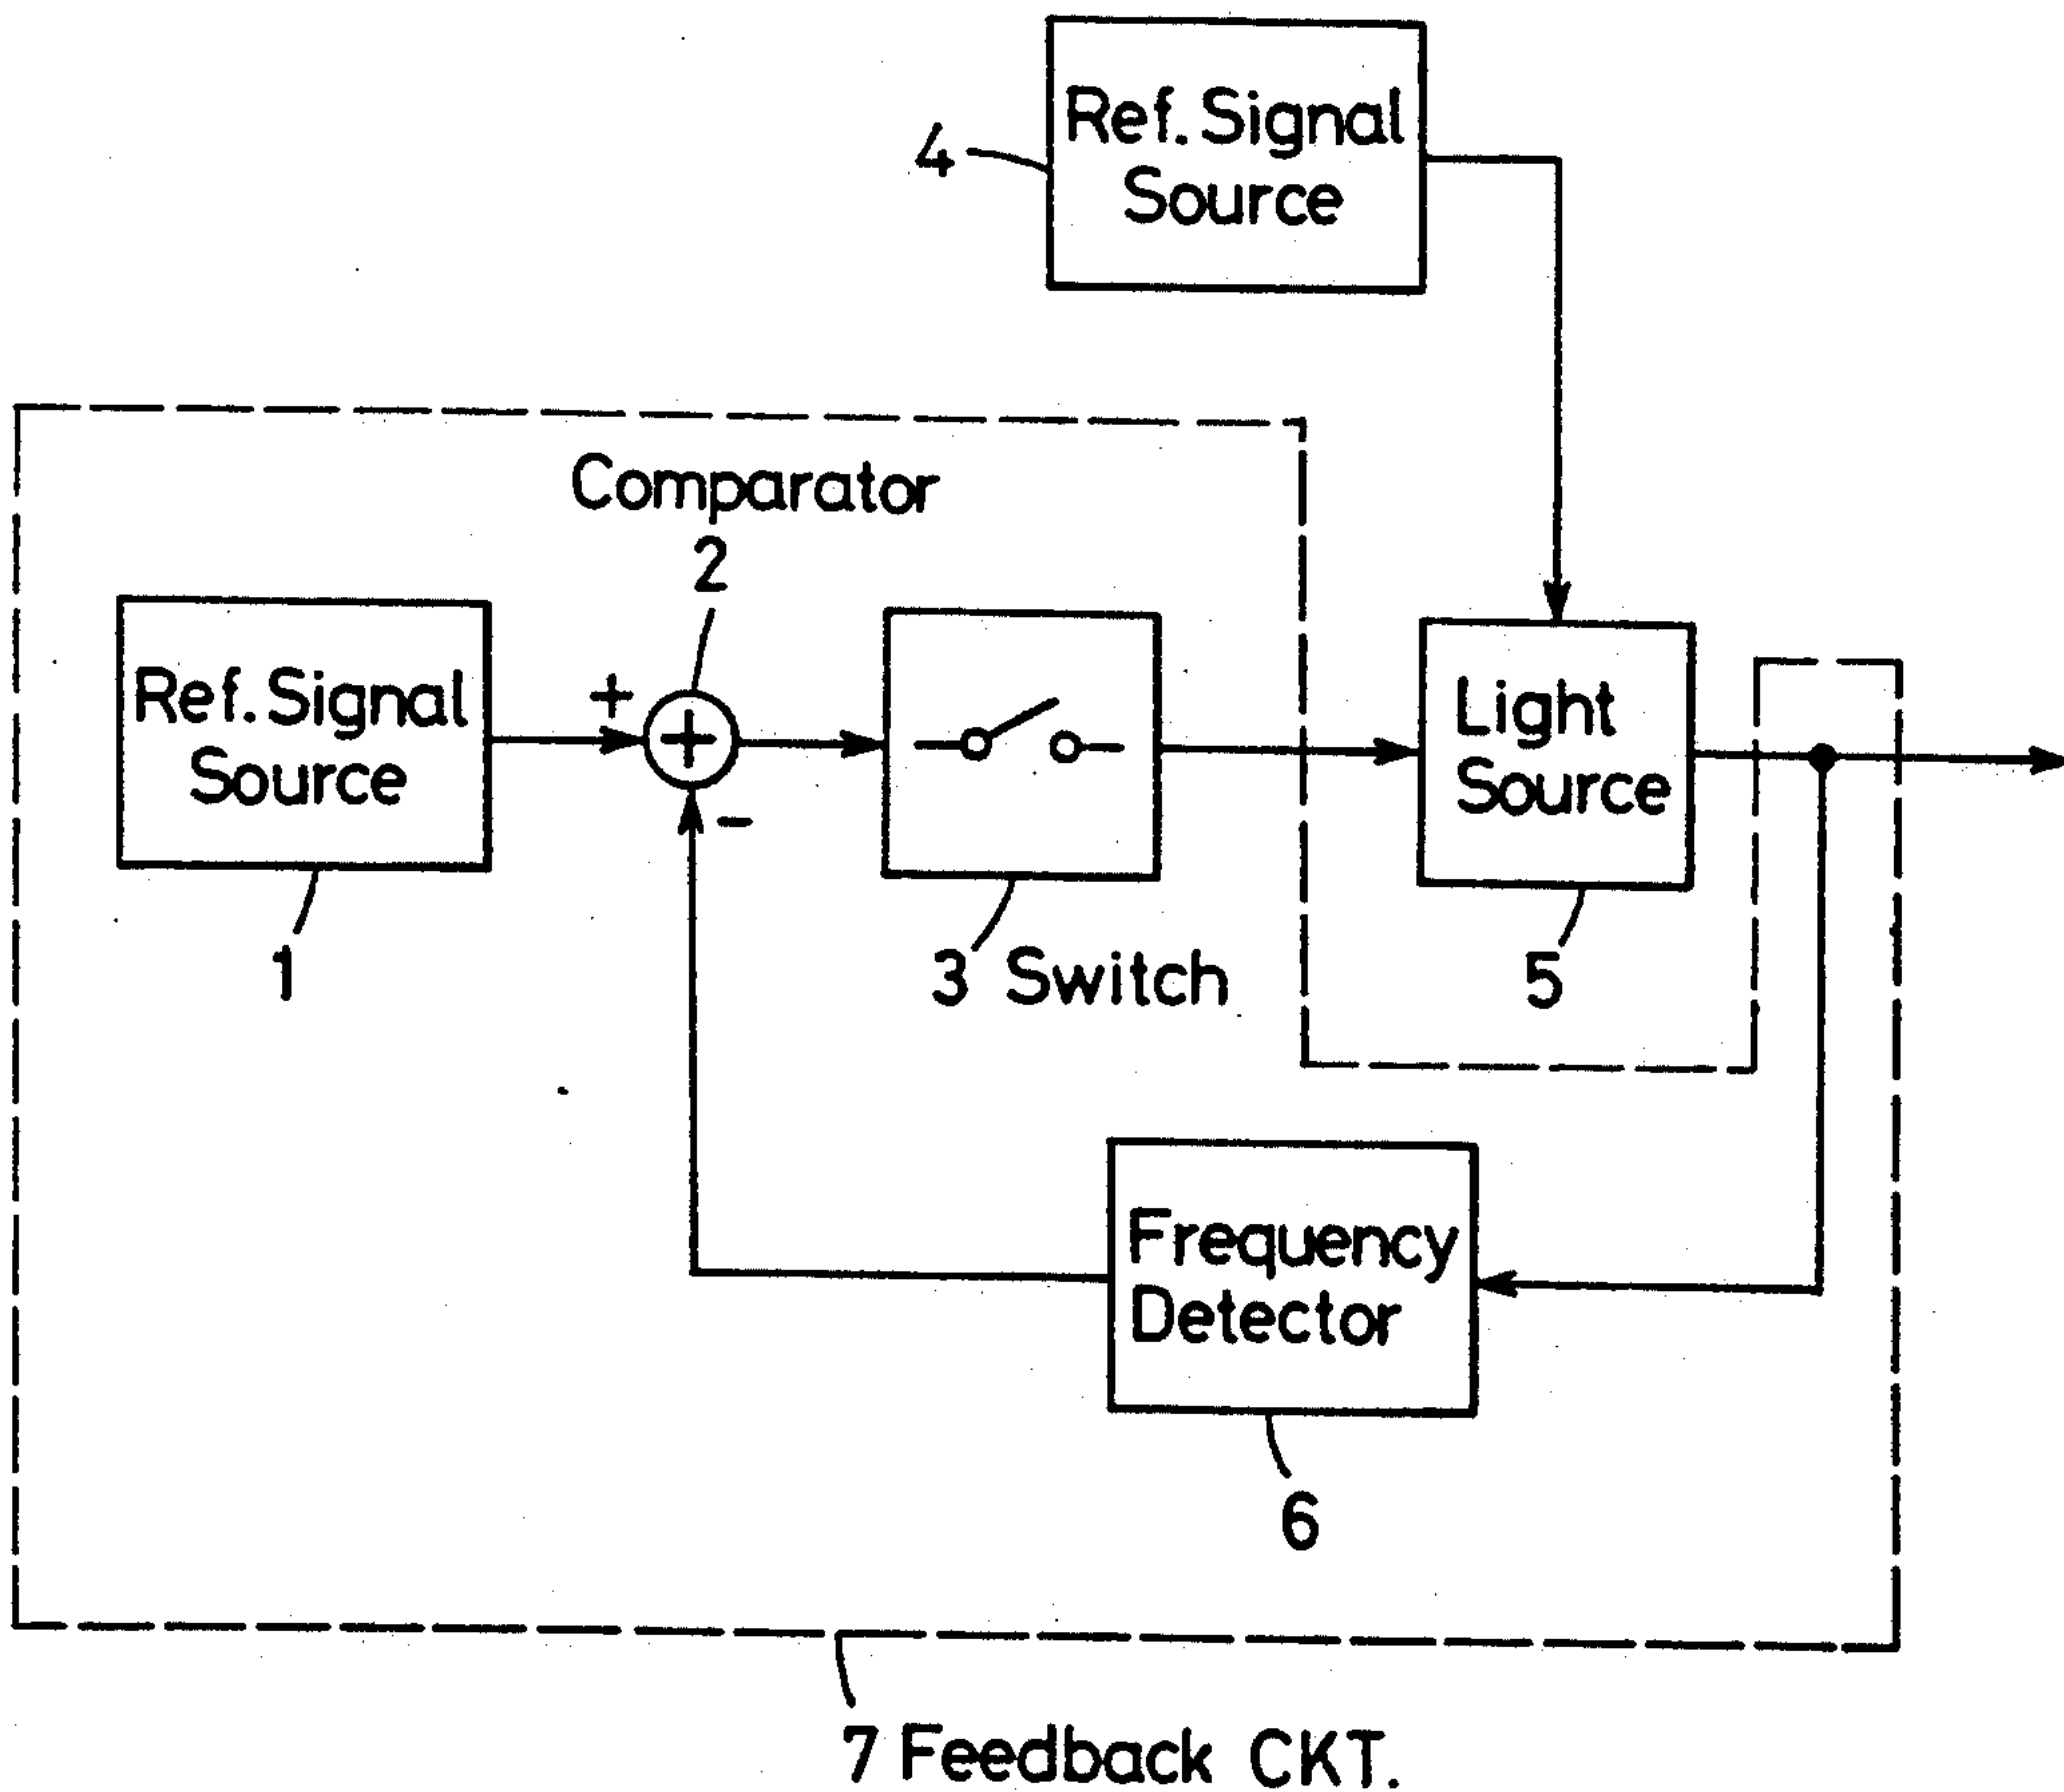 Ref. Signal
Source
4
Comparator
2
Ref. Signal
Source
+
+
-
Light
Source
1
3 Switch
5
Frequency
Detector
6
7 Feedback CKT.